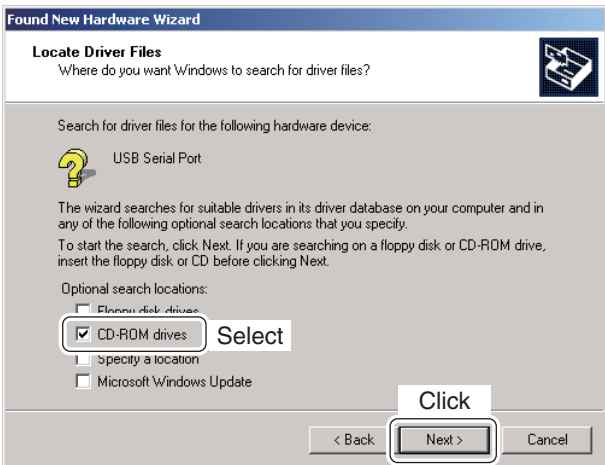 Found New Hardware Wizard
Locate Driver Files
Where do you want Windows to search for driver files?
Search for driver files for the following hardware device:
USB Serial Port
The wizard searches for suitable drivers in its driver database on your computer and in
any of the following optional search locations that you specify.
To start the search, click Next. If you are searching on a floppy disk or CD-ROM drive,
insert the floppy disk or CD before clicking Next.
Optional search locations:
Floppy disk drives
CD-ROM drives Select
Specify a location
Microsoft Windows Update
Click
< Back Next > Cancel